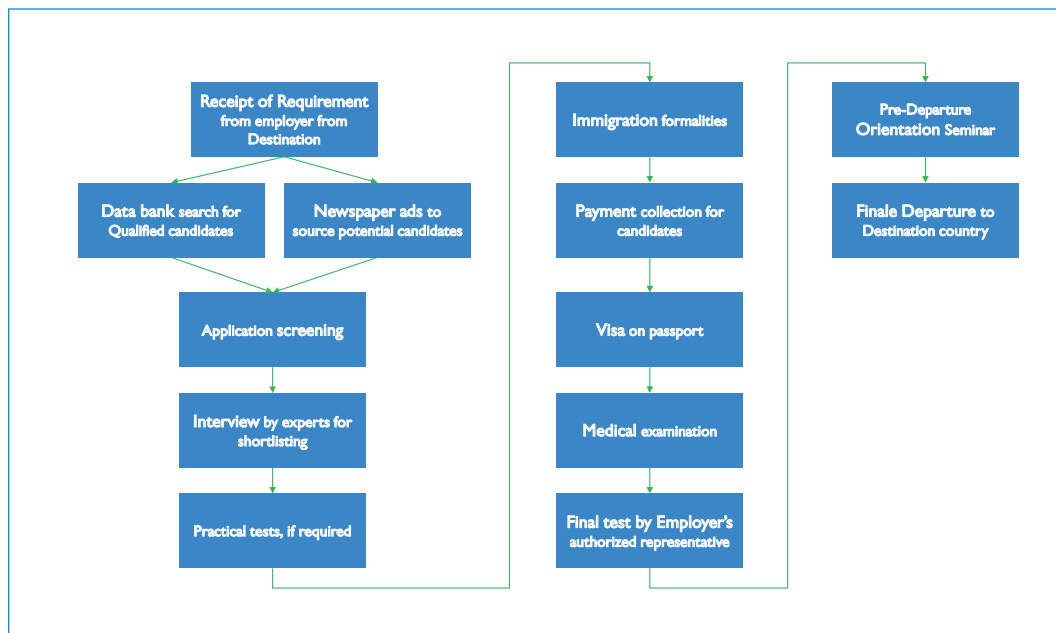 Receipt of Requirement
from employer from
Destination
Data bank search for
Qualified candidates
Newspaper ads to
source potential candidates
Application screening
Interview by experts for
shortlisting
Practical tests, if required
Immigration formalities
Payment collection for
candidates
Visa on passport
Medical examination
Final test by Employer’s
authorized representative
Pre-Departure
Orientation Seminar
Finale Departure to
Destination country